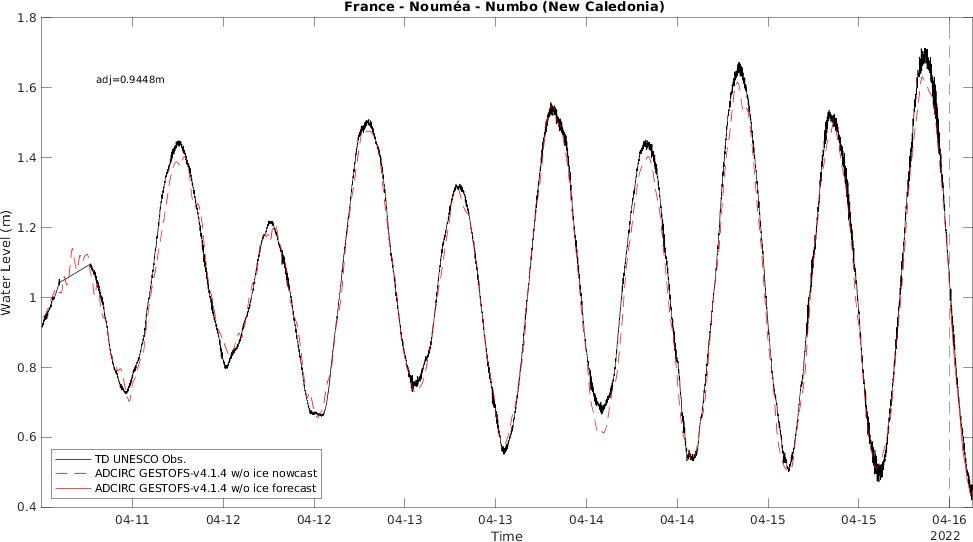 France - Nouméa - Numbo (New Caledonia)
1.8
1.6
1.4
1.2
1
0.8
0.6
0.4
Water Level (m)
adj=0.9448m
TD UNESCO Obs.
ADCIRC GESTOFS-v4.1.4 w/o ice nowcast
ADCIRC GESTOFS-v4.1.4 w/o ice forecast
04-11 04-12 04-12 04-13 04-13 04-14 04-14 04-14 04-15 04-15 04-16
2022
Time